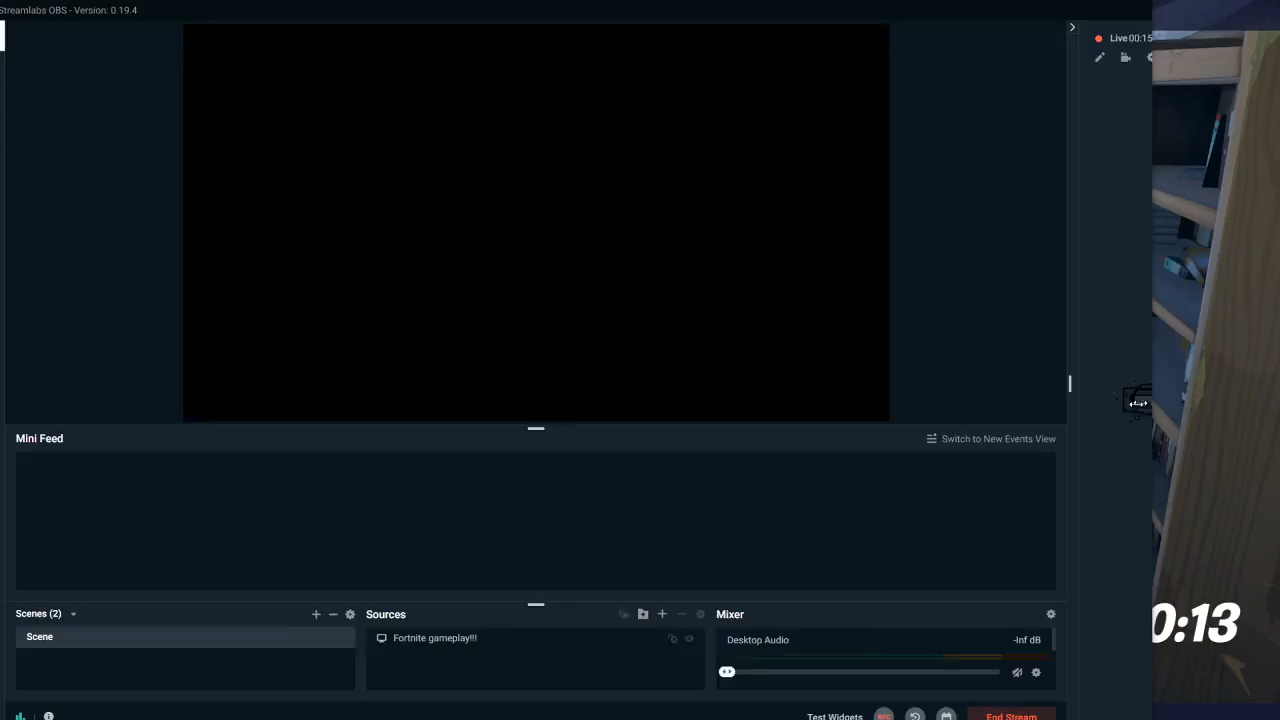 Streamlabs OBS - Version: 0.19.4
Live 00:15
Mini Feed
Switch to New Events View
Scenes (2)
Sources
Mixer
Scene
Fortnite gameplay!!!
Desktop Audio
-Inf dB
0:13
Test Widgets
REC
End Stream